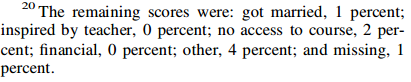 20 The remaining scores were: got married, 1 percent;
inspired by teacher, 0 percent; no access to course, 2 per-
cent; financial, 0 percent; other, 4 percent; and missing, 1
percent.